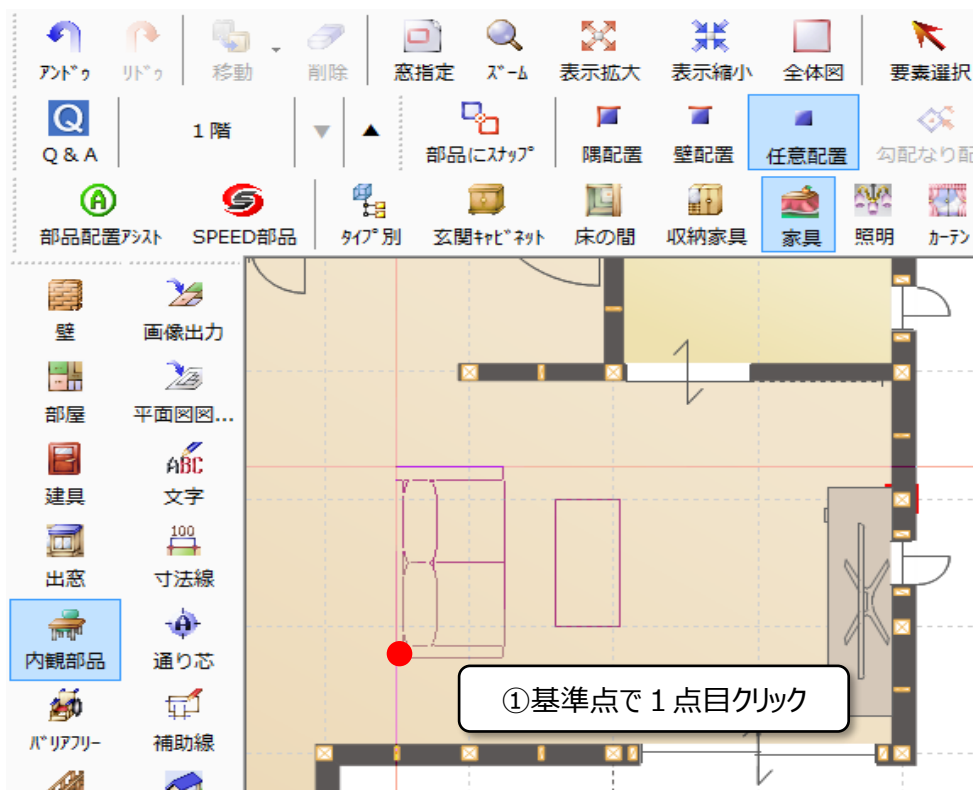 ｱﾝﾄﾞｩ ﾘﾄﾞｩ 移動 削除 窓指定 ｽﾞｰﾑ 表示拡大 表示縮小 全体図 要素選択
Q & A 1 階 部品にｽﾅｯﾌﾟ 隅配置 壁配置 任意配置 勾配なり配
部品配置ｱｼｽﾄ SPEED部品 ﾀｲﾌﾟ別 玄関ｷｬﾋﾞﾈｯﾄ 床の間 収納家具 家具 照明 ｶｰﾃﾝ
壁 画像出力
部屋 平面図図...
ABC
建具 文字
100
出窓 寸法線
内観部品 通り芯
ﾊﾞﾘｱﾌﾘｰ 補助線
①基準点で１点目クリック